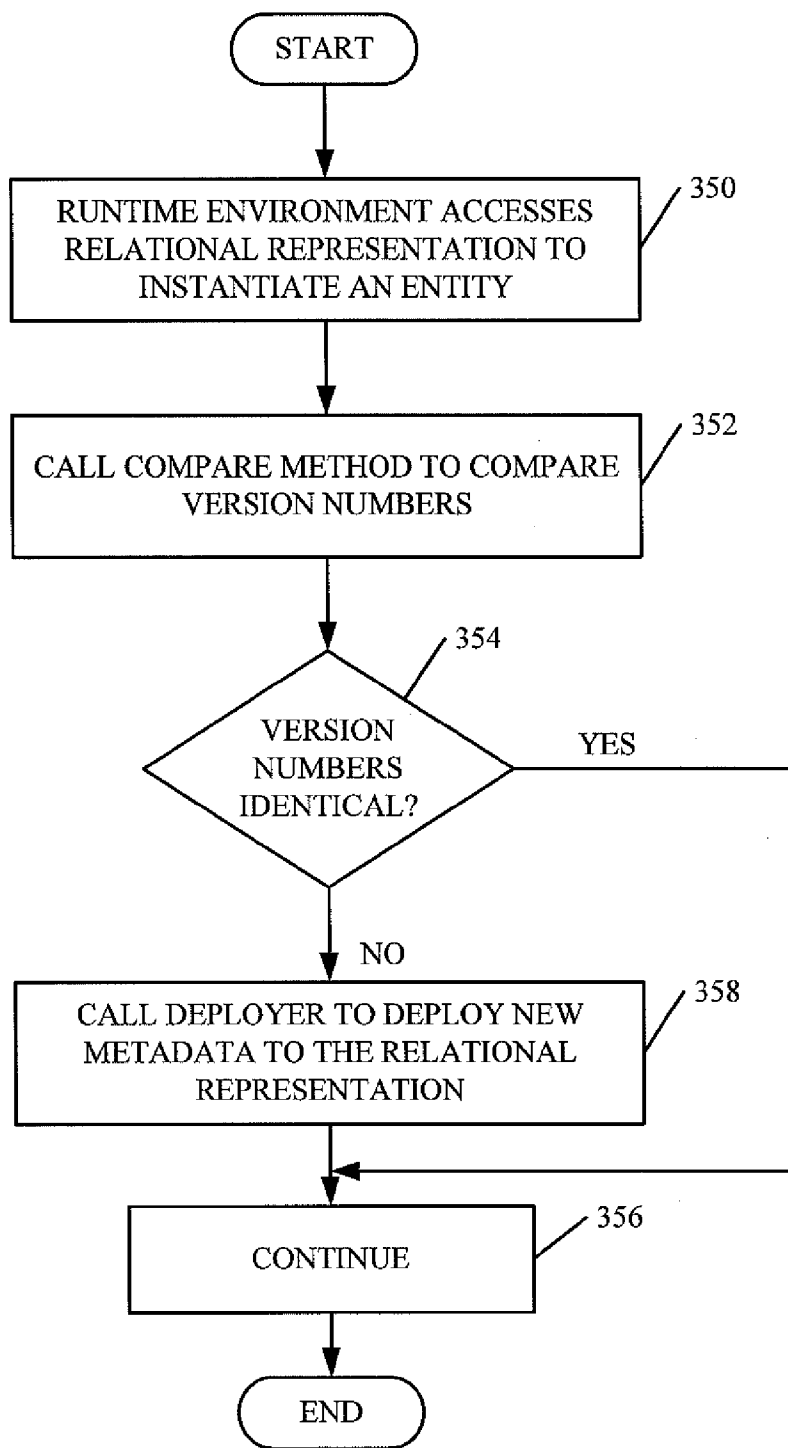 START
350
RUNTIME ENVIRONMENT ACCESSES
RELATIONAL REPRESENTATION TO
INSTANTIATE AN ENTITY
352
CALL COMPARE METHOD TO COMPARE
VERSION NUMBERS
354
VERSION
NUMBERS
IDENTICAL?
YES
NO
358
CALL DEPLOYER TO DEPLOY NEW
METADATA TO THE RELATIONAL
REPRESENTATION
356
CONTINUE
END